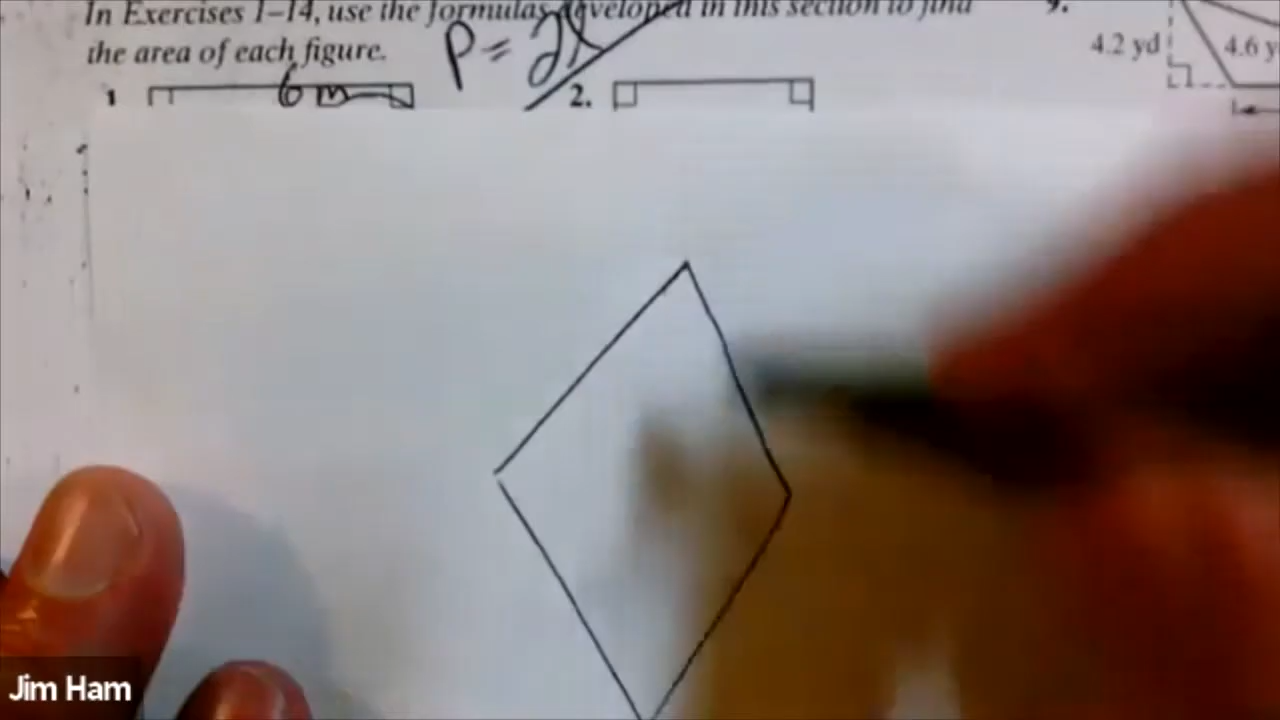 In Exercises 1–14, use the formulas developed in this section to find
the area of each figure.
P = 2l
1 6 m
2.
9.
4.2 yd
4.6 y
Jim Ham